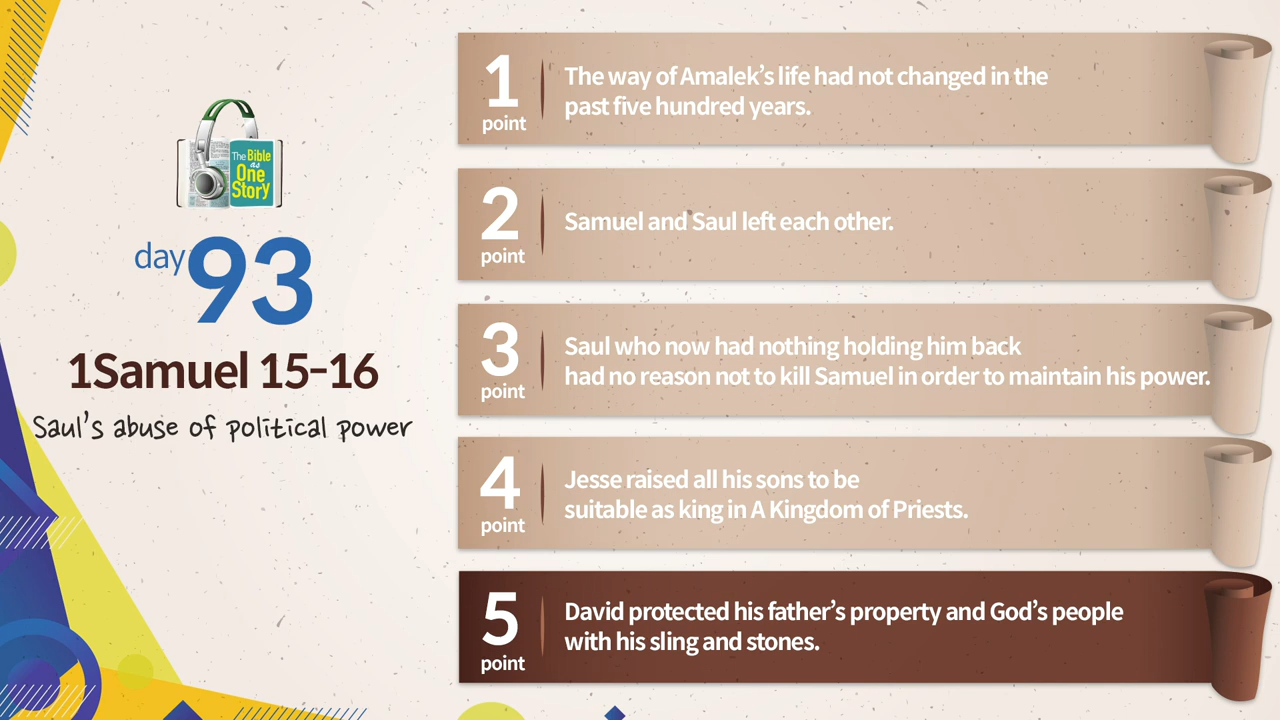 The Bible
as
One
Story
day 93
1Samuel 15-16
Saul's abuse of political power
1
point
The way of Amalek's life had not changed in the
past five hundred years.
2
point
Samuel and Saul left each other.
3
point
Saul who now had nothing holding him back
had no reason not to kill Samuel in order to maintain his power.
4
point
Jesse raised all his sons to be
suitable as king in A Kingdom of Priests.
5
point
David protected his father's property and God's people
with his sling and stones.